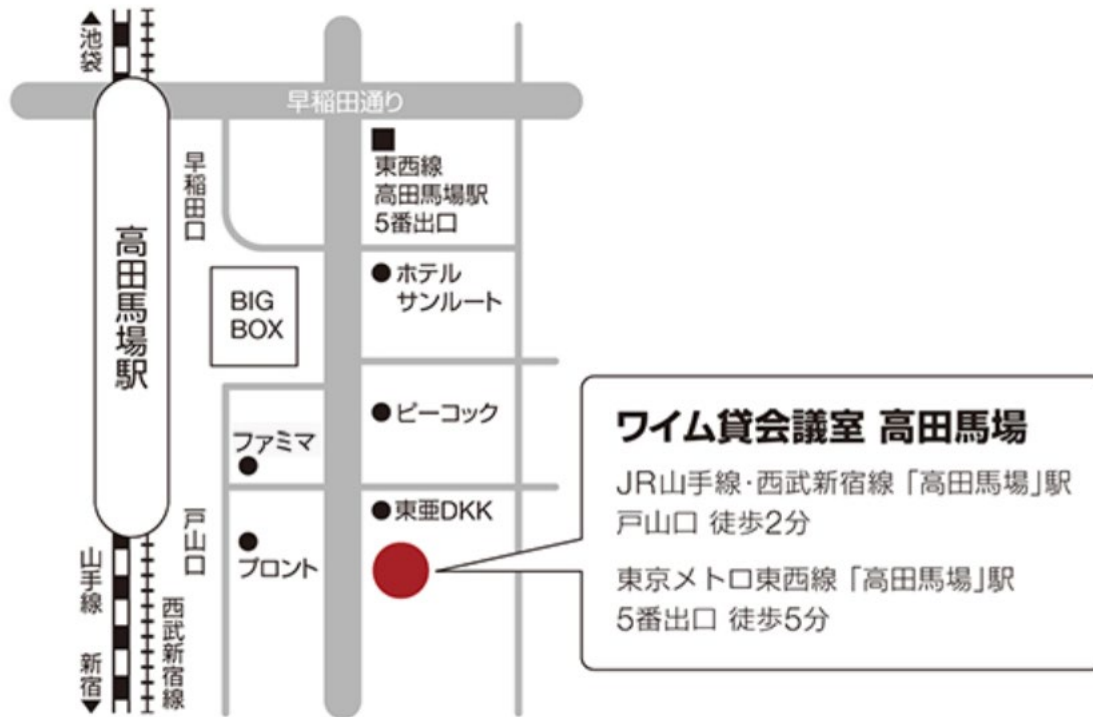 ▲池袋
早稲田通り
早稲田口
東西線
高田馬場駅
5番出口
高田馬場駅
BIG
BOX
ホテル
サンルート
ピーコック
ファミマ
東亜DKK
戸山口
プロント
山手線
新宿▼
西武新宿線
ワイム貸会議室 高田馬場
JR山手線・西武新宿線「高田馬場」駅
戸山口 徒歩2分
東京メトロ東西線「高田馬場」駅
5番出口 徒歩5分